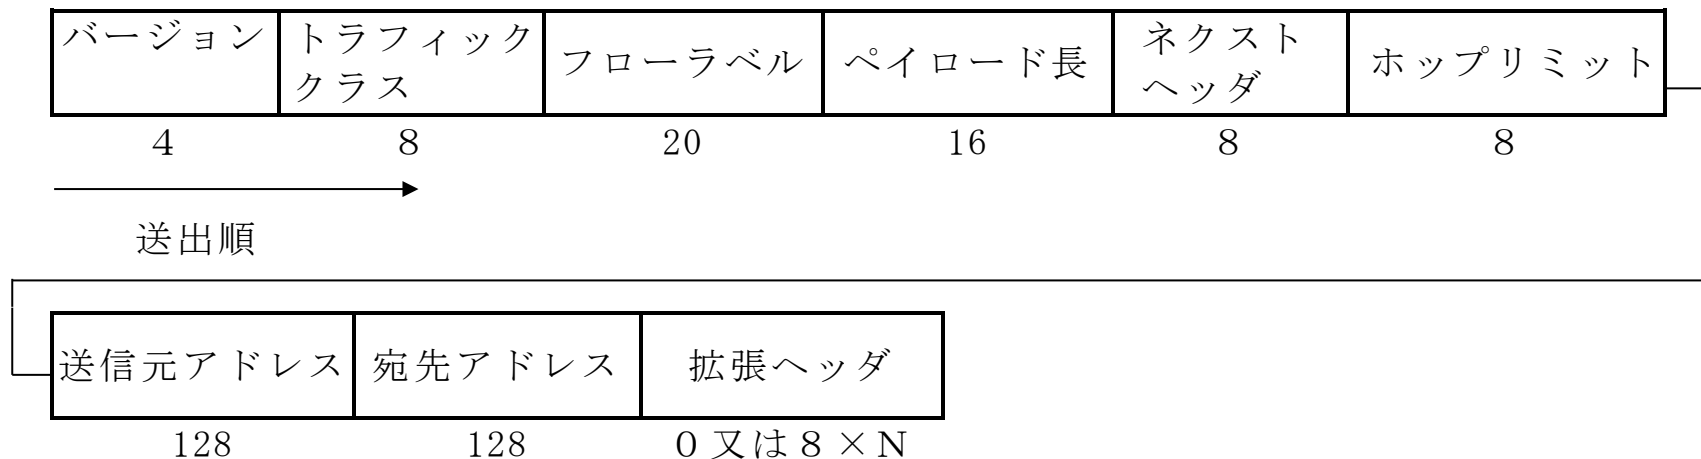 バージョン トラフィック フローラベル ペイロード長 ネクスト ホップリミット
クラス ヘッダ
４ ８ 20 16 ８ ８
送出順
送信元アドレス 宛先アドレス 拡張ヘッダ
128 128 ０又は８×Ｎ